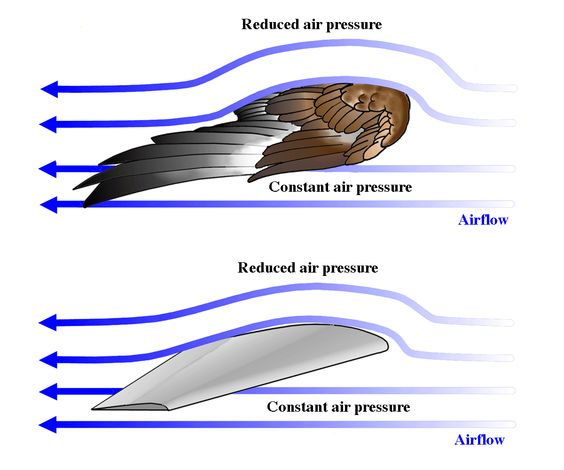 Reduced air pressure
Constant air pressure
Airflow
Reduced air pressure
Constant air pressure
Airflow